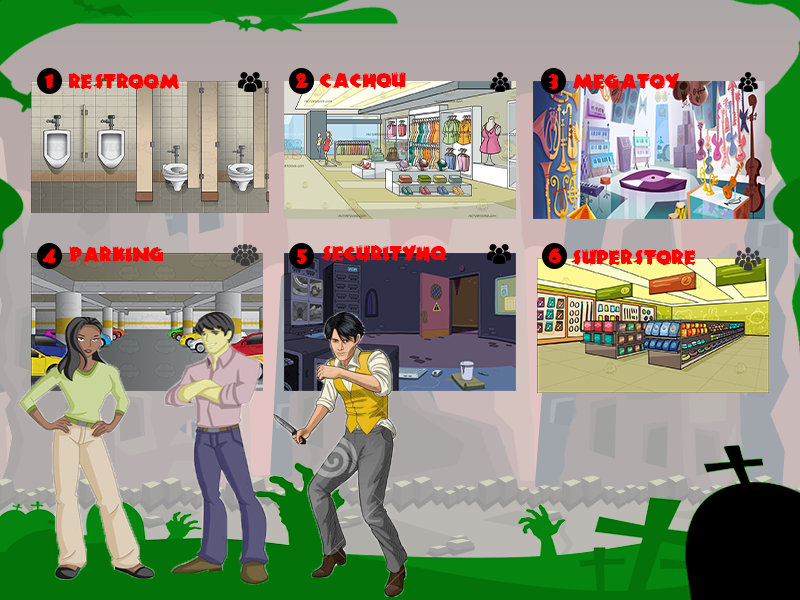 1 RESTROOM
2 CACHOU
3 MEGATOY
4 PARKING
5 SECURITYHQ
6 SUPERSTORE